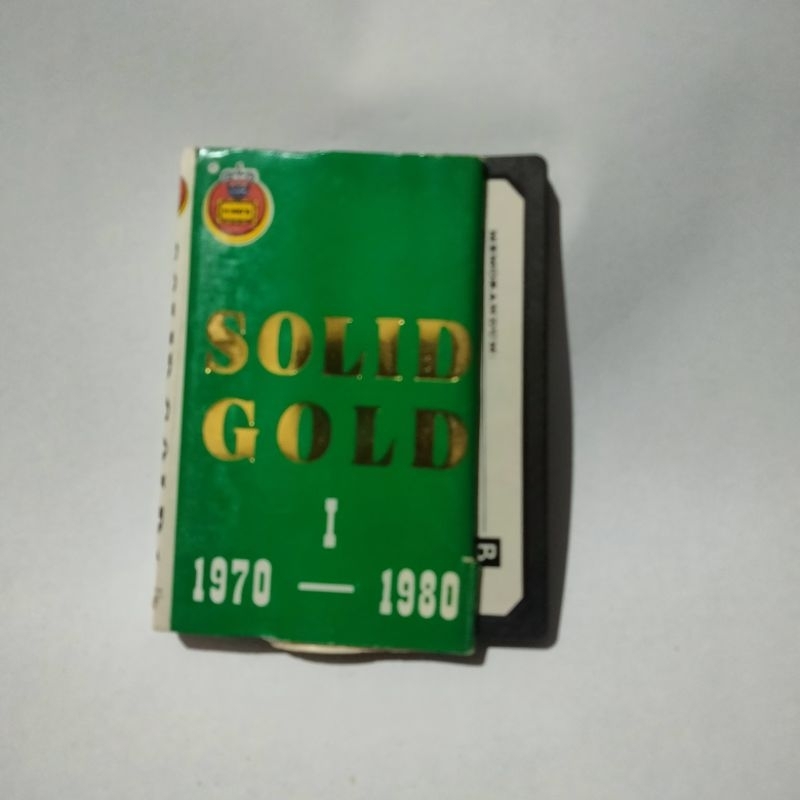 SOLID
GOLD
I
1970 — 1980
R